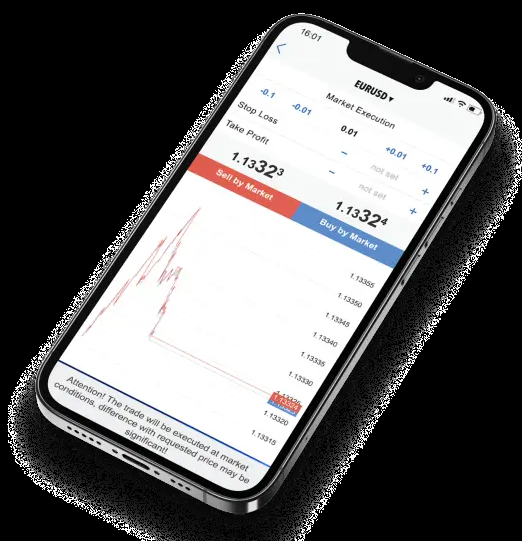 16:01
EURUSD ▾
Market Execution
-0.1 -0.01 0.01 +0.01 +0.1
Stop Loss − not set +
Take Profit − not set +
1.13323 1.13324
Sell by Market Buy by Market
1.13355
1.13350
1.13345
1.13340
1.13335
1.13330
1.13324
1.13320
1.13315
Attention! The trade will be executed at market
conditions, difference with requested price may be
significant!